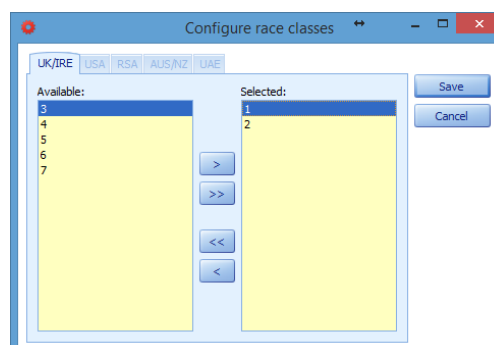 Configure race classes
UK/IRE USA RSA AUS/NZ UAE
Available:
3
4
5
6
7
>
>>
<<
<
Selected:
1
2
Save
Cancel